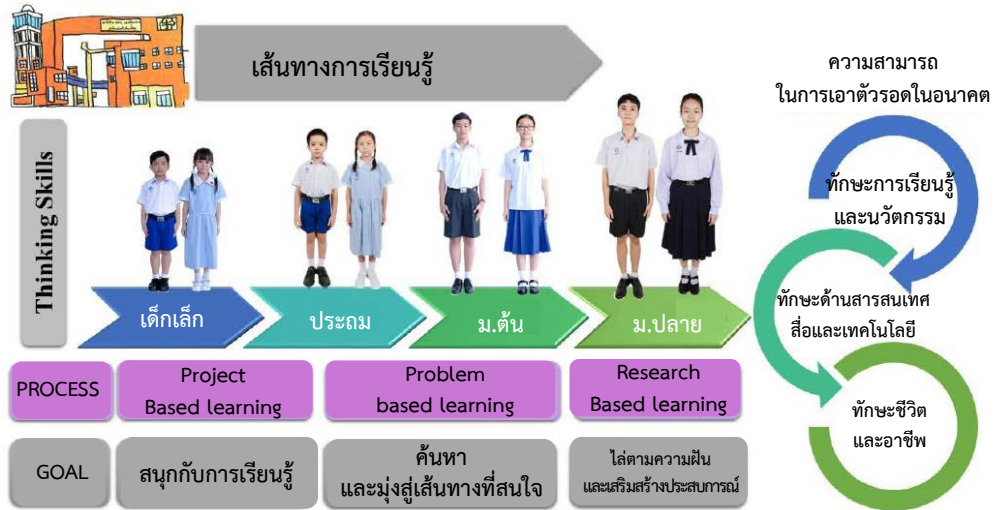 เส้นทางการเรียนรู้
ความสามารถ
ในการเอาตัวรอดในอนาคต
Thinking Skills
ทักษะการเรียนรู้
และนวัตกรรม
ทักษะด้านสารสนเทศ
สื่อและเทคโนโลยี
ทักษะชีวิต
และอาชีพ
เด็กเล็ก
ประถม
ม.ต้น
ม.ปลาย
PROCESS
Project
Based learning
Problem
based learning
Research
Based learning
GOAL
สนุกกับการเรียนรู้
ค้นหา
และมุ่งสู่เส้นทางที่สนใจ
ไล่ตามความฝัน
และเสริมสร้างประสบการณ์